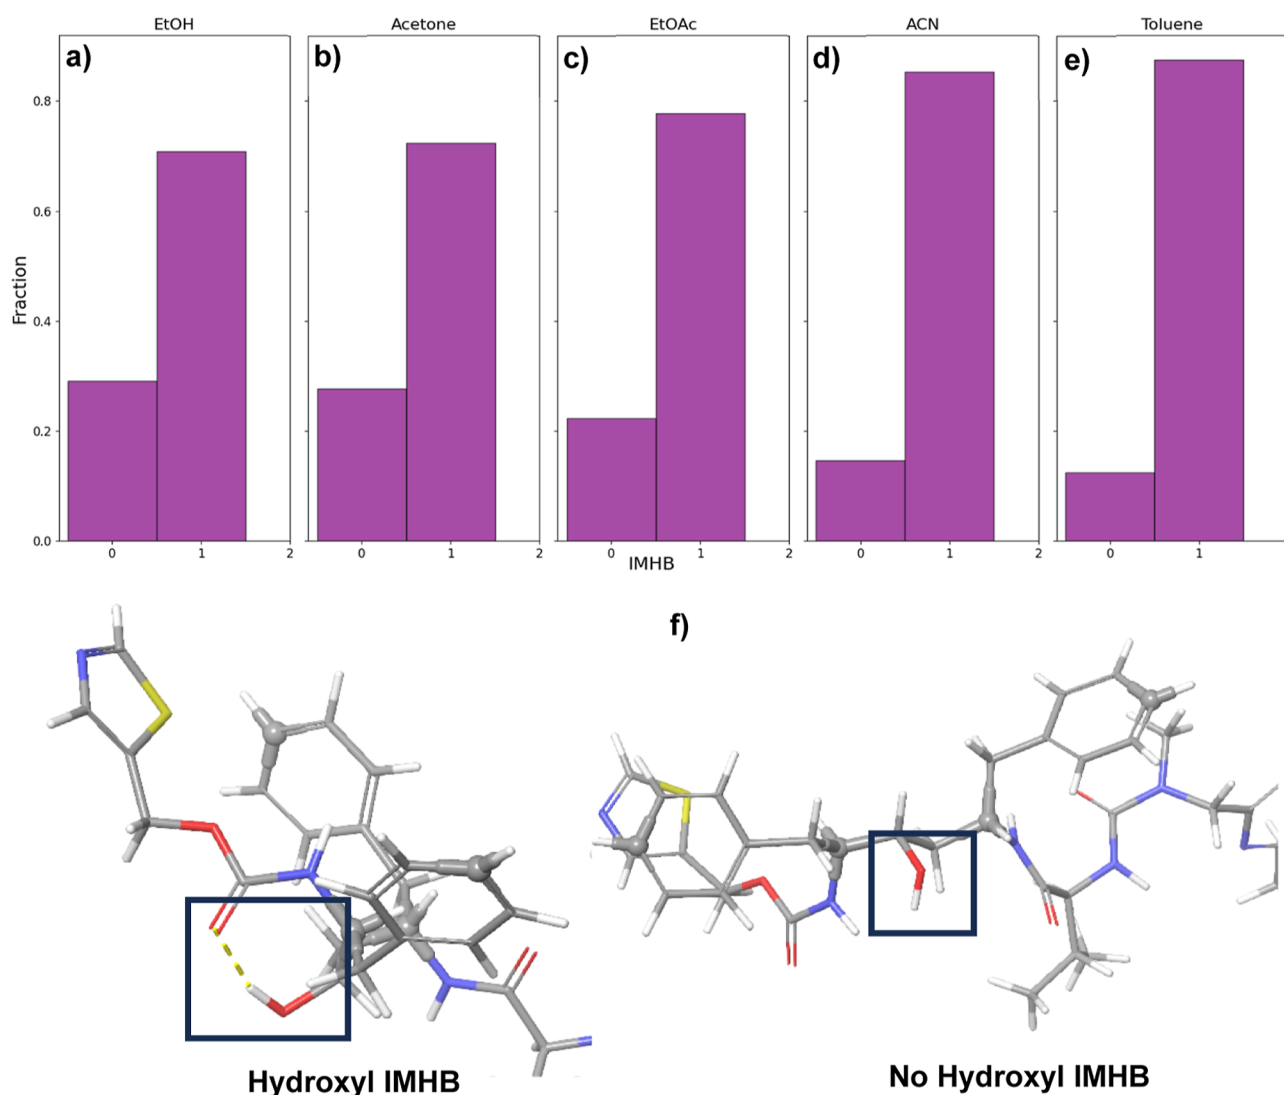 EtOH Acetone EtOAc ACN Toluene
a) b) c) d) e)
0.8
0.6
0.4
0.2
0.0
Fraction
0 1 2 0 1 2 0 1 2 0 1 2 0 1
IMHB
f)
Hydroxyl IMHB No Hydroxyl IMHB